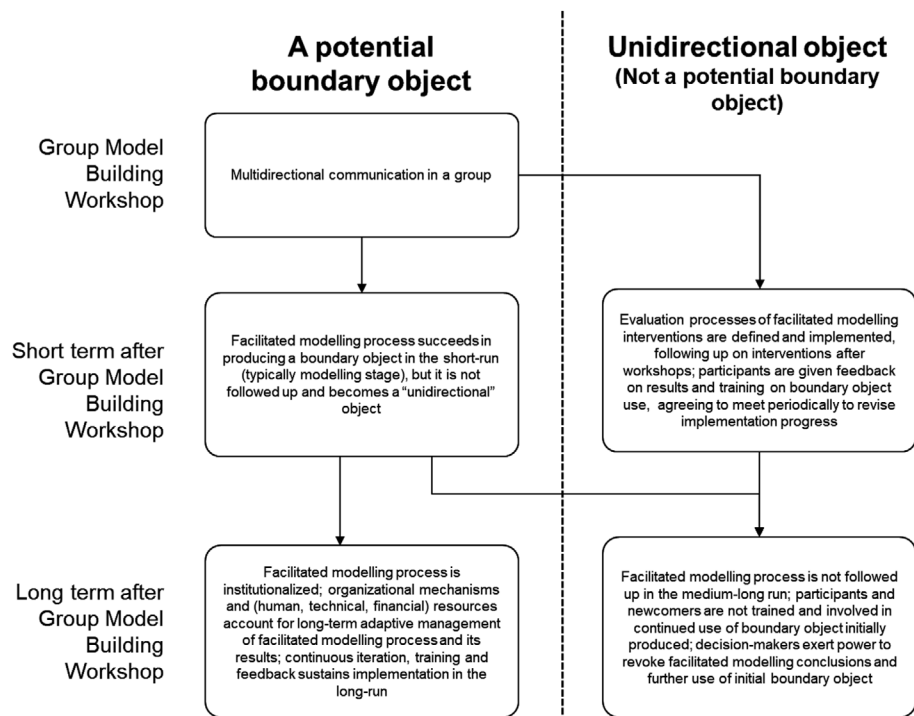 A potential
boundary object
Unidirectional object
(Not a potential boundary
object)
Group Model
Building
Workshop
Multidirectional communication in a group
Short term after
Group Model
Building
Workshop
Facilitated modelling process succeeds in
producing a boundary object in the short-run
(typically modelling stage), but it is not
followed up and becomes a “unidirectional”
object
Evaluation processes of facilitated modelling
interventions are defined and implemented,
following up on interventions after
workshops; participants are given feedback
on results and training on boundary object
use, agreeing to meet periodically to revise
implementation progress
Long term after
Group Model
Building
Workshop
Facilitated modelling process is
institutionalized; organizational mechanisms
and (human, technical, financial) resources
account for long-term adaptive management
of facilitated modelling process and its
results; continuous iteration, training and
feedback sustains implementation in the
long-run
Facilitated modelling process is not followed
up in the medium-long run; participants and
newcomers are not trained and involved in
continued use of boundary object initially
produced; decision-makers exert power to
revoke facilitated modelling conclusions and
further use of initial boundary object